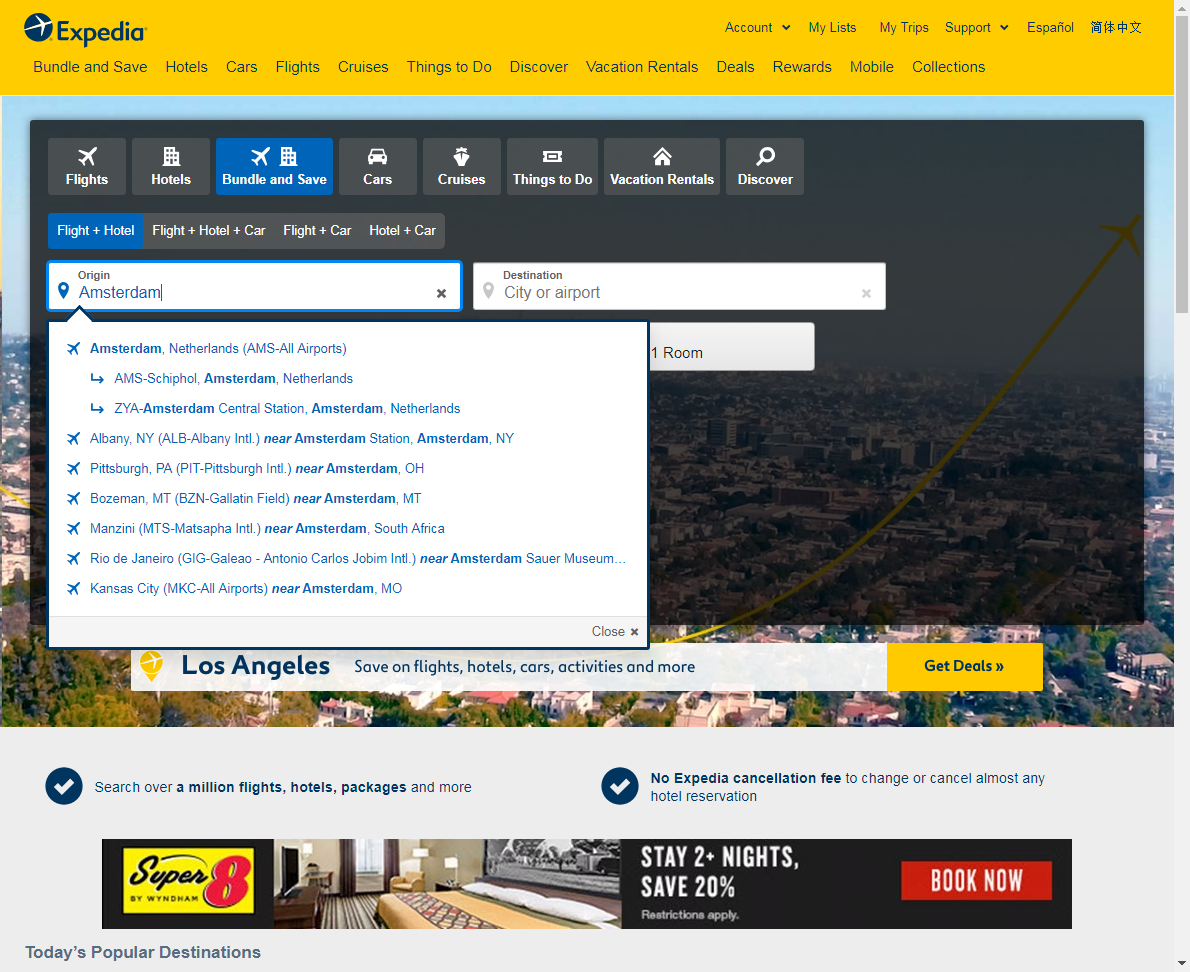 Expedia
Account
My Lists
My Trips
Support
Español
简体中文
Bundle and Save
Hotels
Cars
Flights
Cruises
Things to Do
Discover
Vacation Rentals
Deals
Rewards
Mobile
Collections
Flights
Hotels
Bundle and Save
Cars
Cruises
Things to Do
Vacation Rentals
Discover
Flight + Hotel
Flight + Hotel + Car
Flight + Car
Hotel + Car
Origin
Amsterdam
Destination
City or airport
1 Room
Amsterdam, Netherlands (AMS-All Airports)
AMS-Schiphol, Amsterdam, Netherlands
ZYA-Amsterdam Central Station, Amsterdam, Netherlands
Albany, NY (ALB-Albany Intl.) near Amsterdam Station, Amsterdam, NY
Pittsburgh, PA (PIT-Pittsburgh Intl.) near Amsterdam, OH
Bozeman, MT (BZN-Gallatin Field) near Amsterdam, MT
Manzini (MTS-Matsapha Intl.) near Amsterdam, South Africa
Rio de Janeiro (GIG-Galeao - Antonio Carlos Jobim Intl.) near Amsterdam Sauer Museum...
Kansas City (MKC-All Airports) near Amsterdam, MO
Close
Los Angeles
Save on flights, hotels, cars, activities and more
Get Deals »
Search over a million flights, hotels, packages and more
No Expedia cancellation fee to change or cancel almost any
hotel reservation
Super 8
BY WYNDHAM
STAY 2+ NIGHTS,
SAVE 20%
Restrictions apply.
BOOK NOW
Today's Popular Destinations